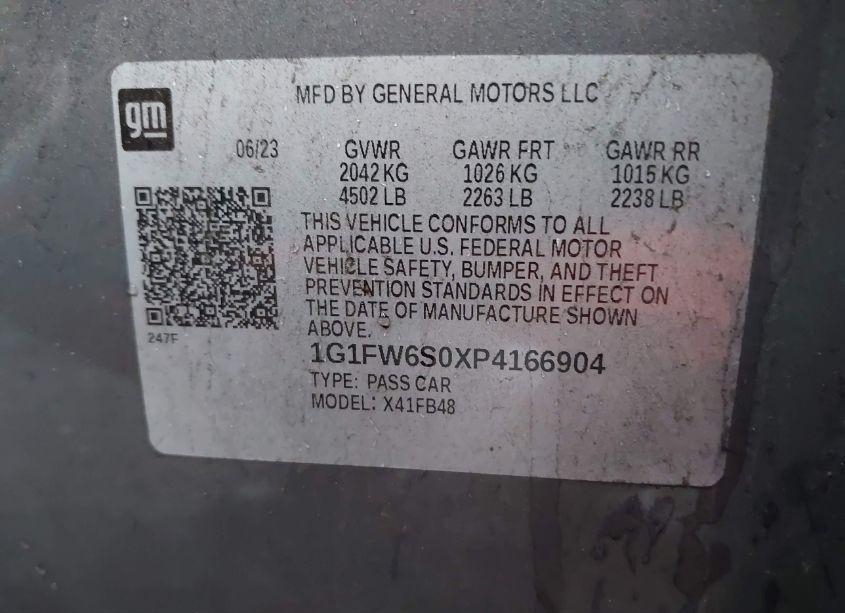 gm
MFD BY GENERAL MOTORS LLC
06/23 GVWR GAWR FRT GAWR RR
2042 KG 1026 KG 1015 KG
4502 LB 2263 LB 2238 LB
THIS VEHICLE CONFORMS TO ALL
APPLICABLE U.S. FEDERAL MOTOR
VEHICLE SAFETY, BUMPER, AND THEFT
PREVENTION STANDARDS IN EFFECT ON
THE DATE OF MANUFACTURE SHOWN
ABOVE.
247F
1G1FW6S0XP4166904
TYPE: PASS CAR
MODEL: X41FB48